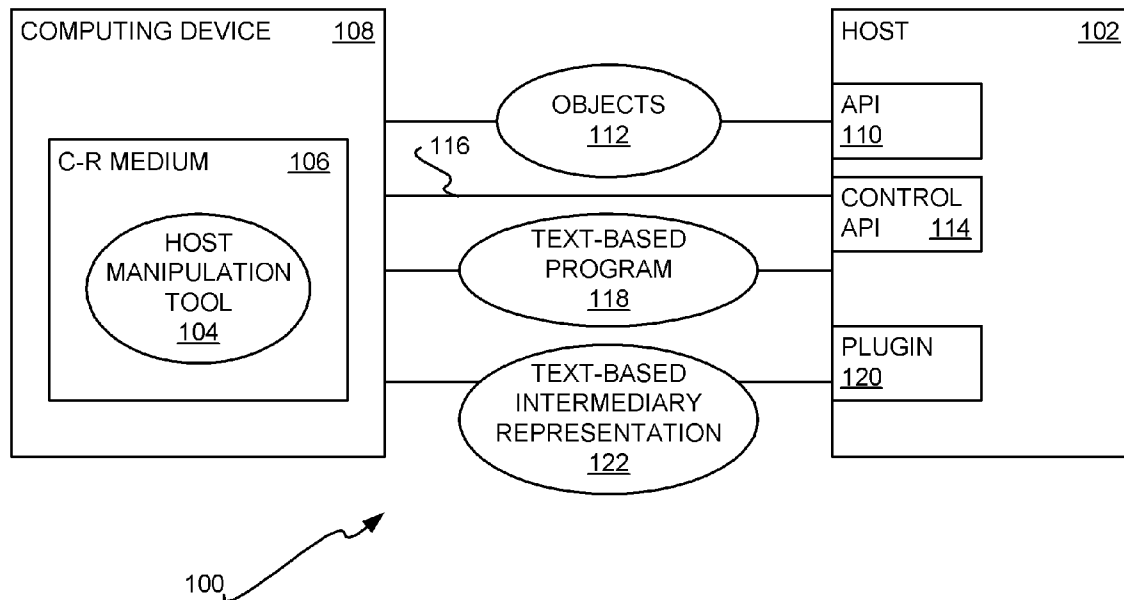 COMPUTING DEVICE 108
C-R MEDIUM 106
HOST
MANIPULATION
TOOL
104
OBJECTS
112
116
TEXT-BASED
PROGRAM
118
TEXT-BASED
INTERMEDIARY
REPRESENTATION
122
HOST 102
API
110
CONTROL
API 114
PLUGIN
120
100